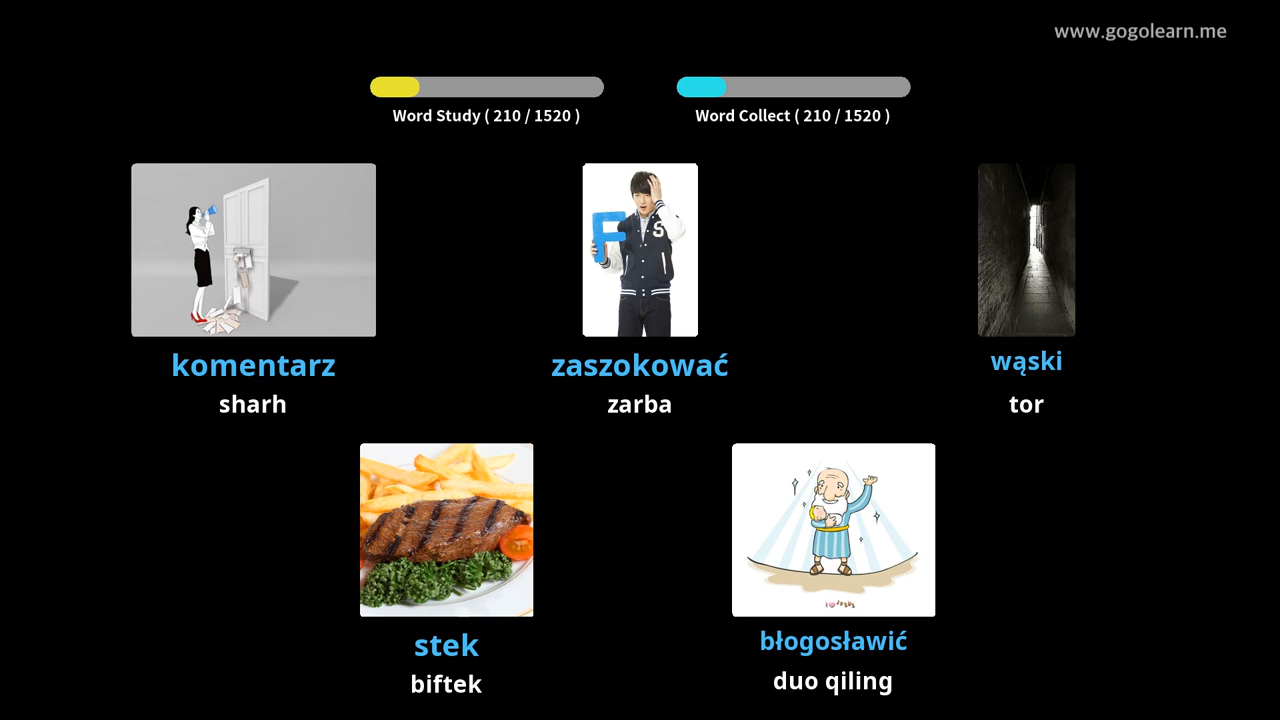 www.gogolearn.me
Word Study ( 210 / 1520 )
Word Collect ( 210 / 1520 )
F
S
komentarz
sharh
zaszokować
zarba
wąski
tor
stek
biftek
I ❤ JESUS
błogosławić
duo qiling